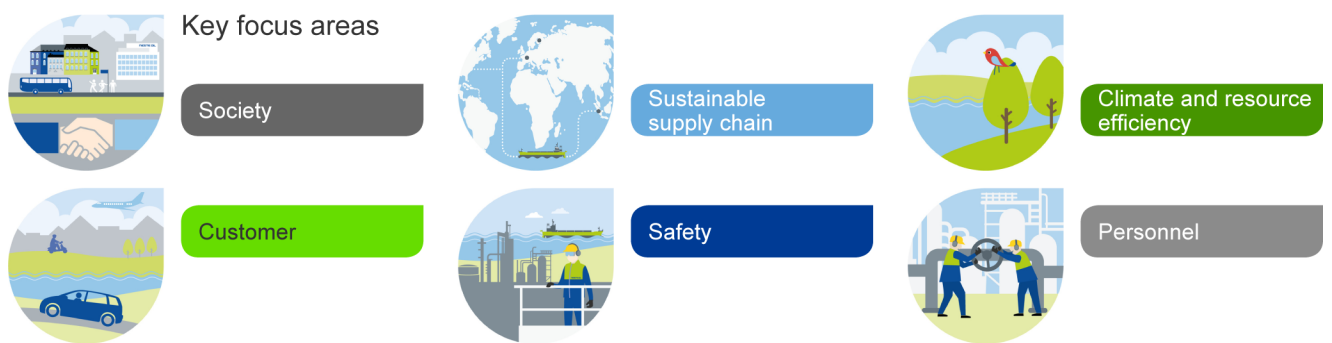 Key focus areas
Society
Sustainable
supply chain
Climate and resource
efficiency
Customer
Safety
Personnel